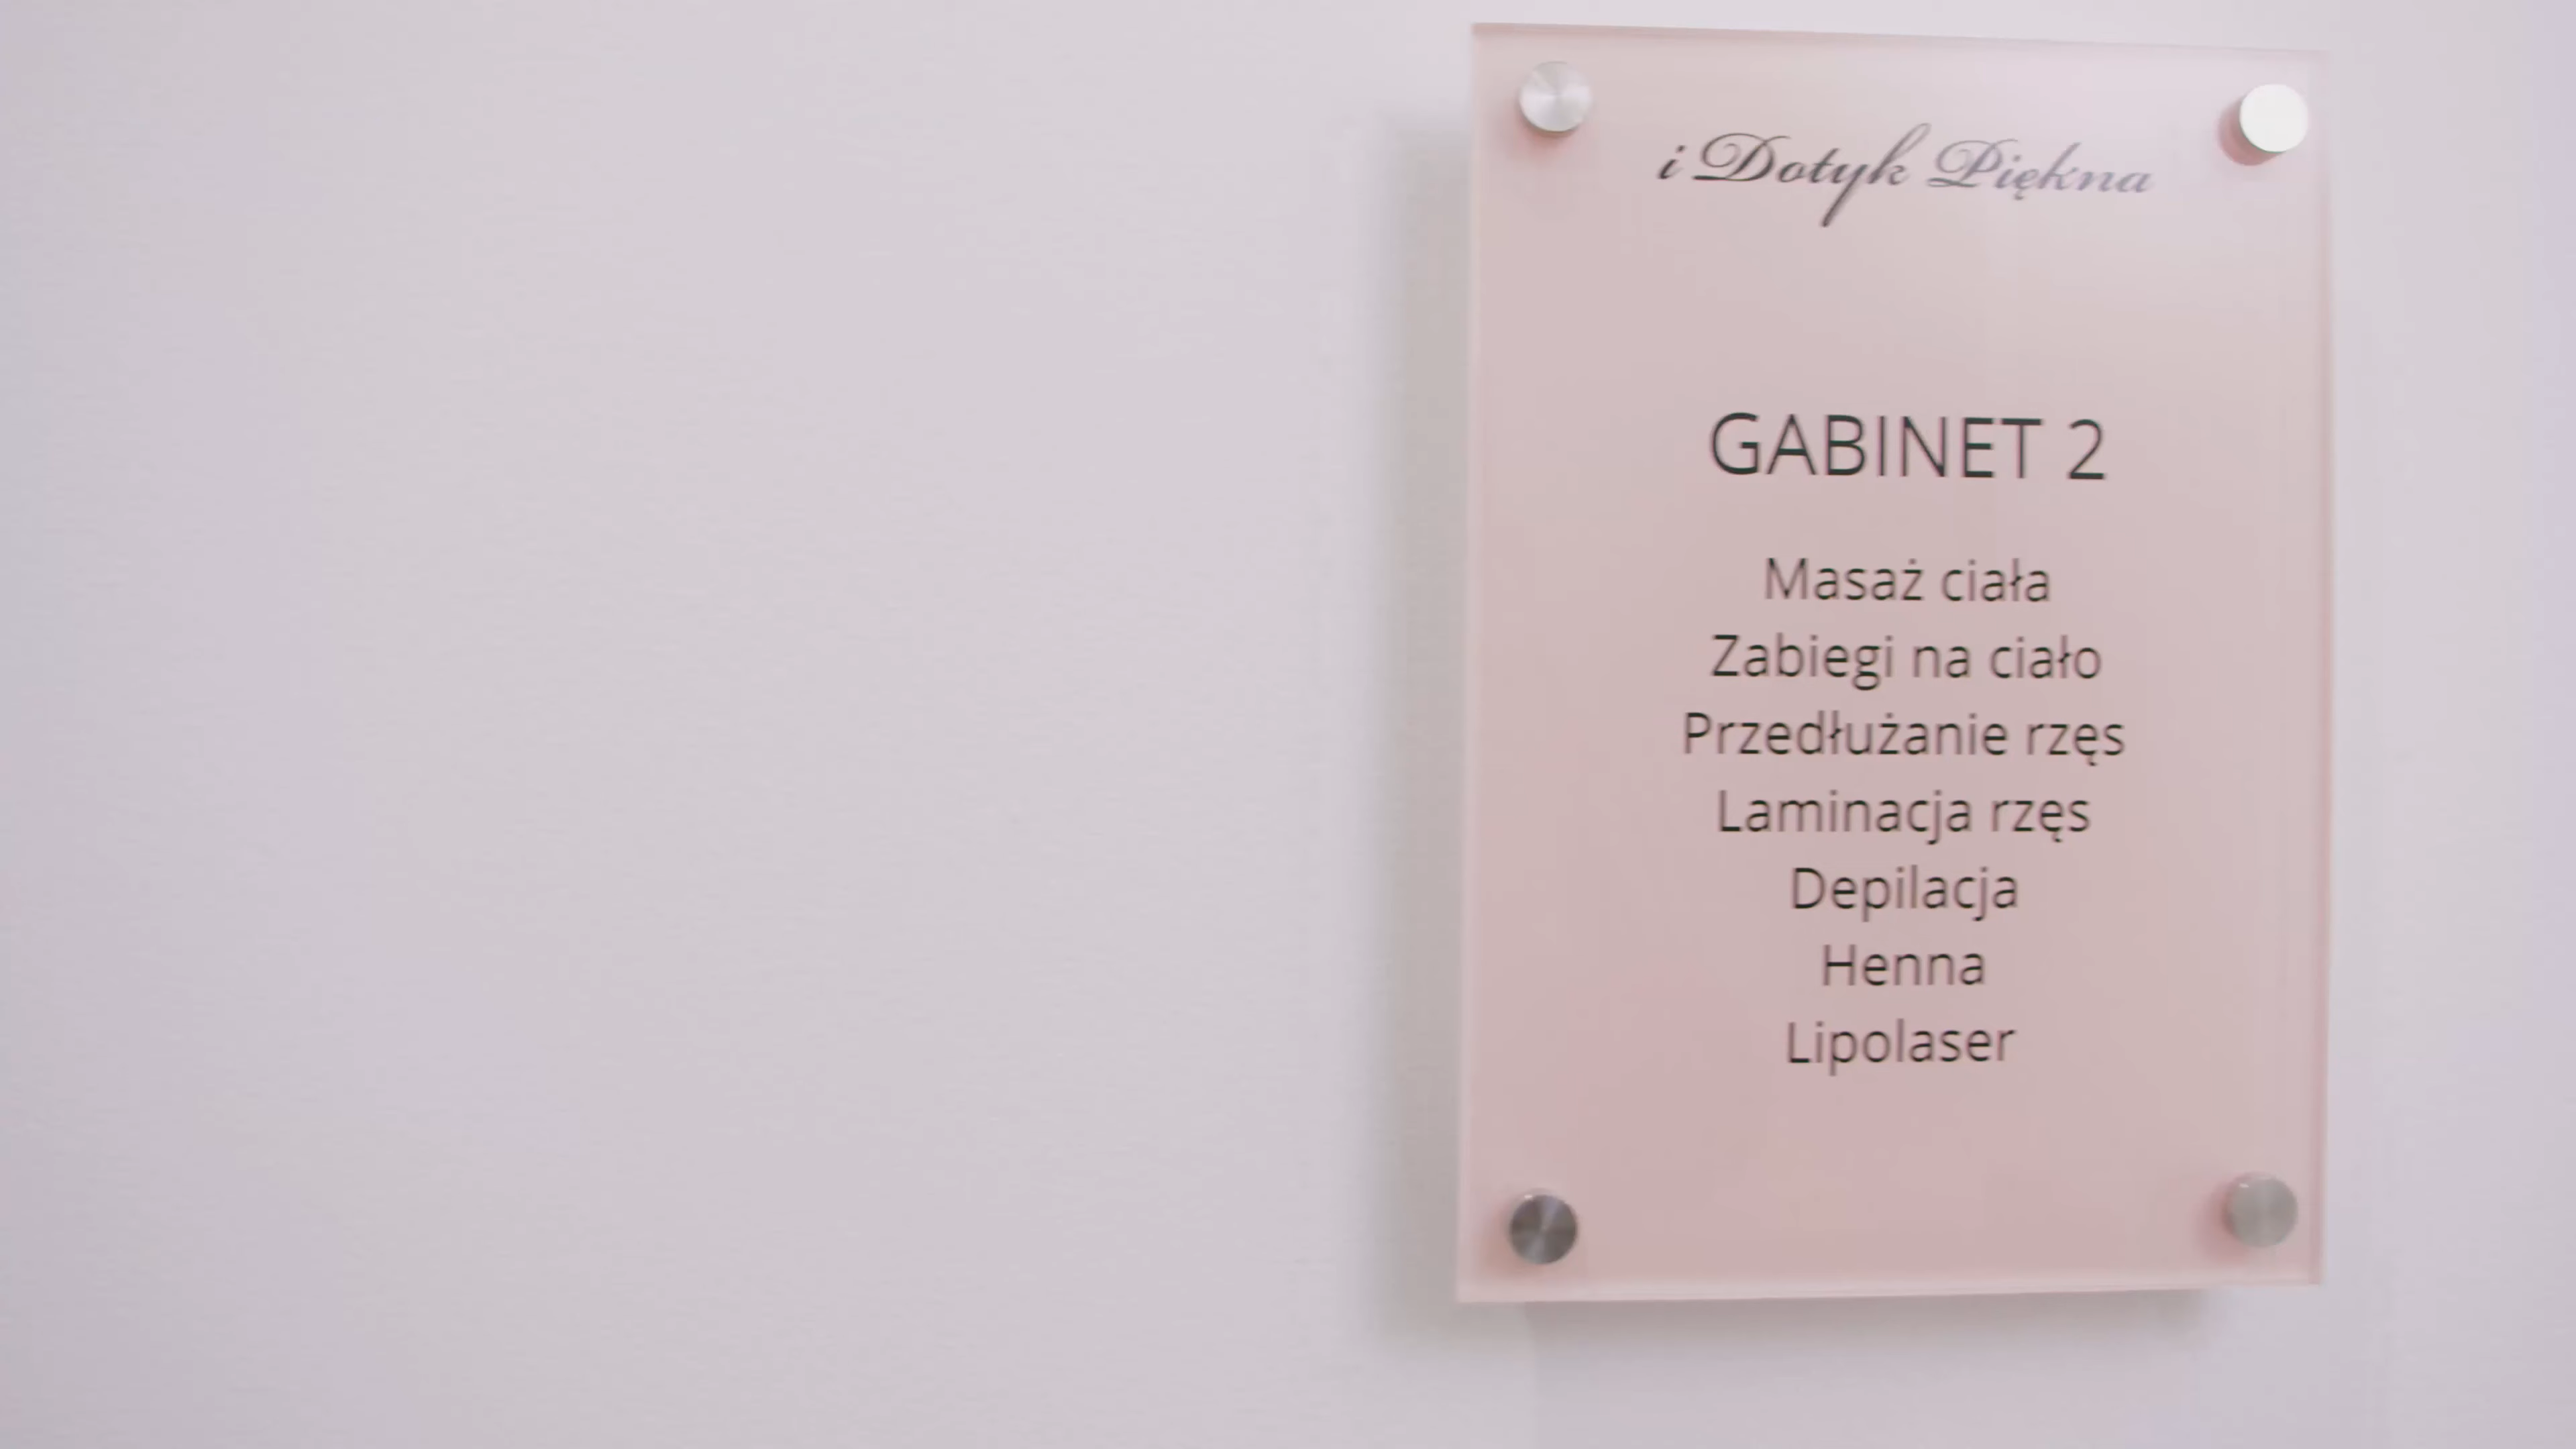 i Dotyk Piękna
GABINET 2
Masaż ciała
Zabiegi na ciało
Przedłużanie rzęs
Laminacja rzęs
Depilacja
Henna
Lipolaser